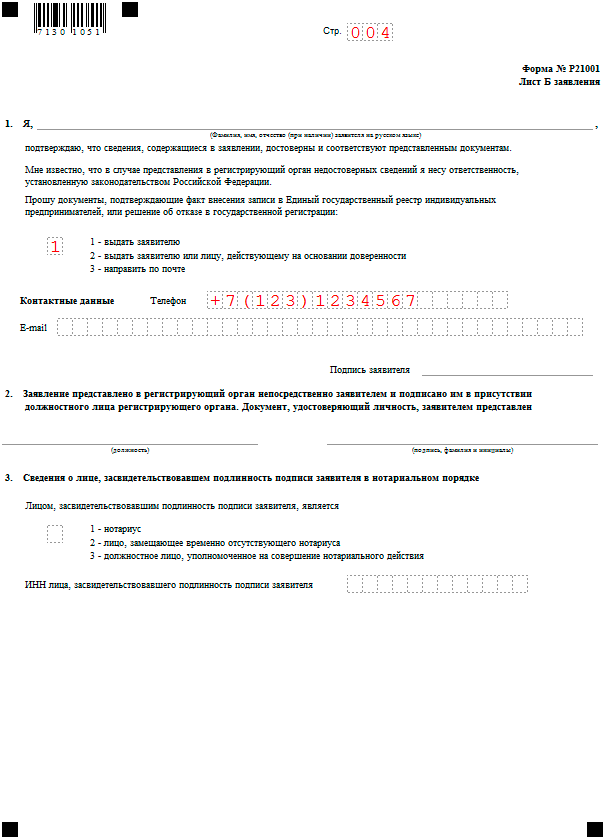 7130 1051
Стр. 004
Форма № Р21001
Лист Б заявления
1. Я, ,
(Фамилия, имя, отчество (при наличии) заявителя на русском языке)
подтверждаю, что сведения, содержащиеся в заявлении, достоверны и соответствуют представленным документам.
Мне известно, что в случае представления в регистрирующий орган недостоверных сведений я несу ответственность,
установленную законодательством Российской Федерации.
Прошу документы, подтверждающие факт внесения записи в Единый государственный реестр индивидуальных
предпринимателей, или решение об отказе в государственной регистрации:
1 1 - выдать заявителю
2 - выдать заявителю или лицу, действующему на основании доверенности
3 - направить по почте
Контактные данные Телефон +7(123)1234567
E-mail
Подпись заявителя
2. Заявление представлено в регистрирующий орган непосредственно заявителем и подписано им в присутствии
должностного лица регистрирующего органа. Документ, удостоверяющий личность, заявителем представлен
(должность) (подпись, фамилия и инициалы)
3. Сведения о лице, засвидетельствовавшем подлинность подписи заявителя в нотариальном порядке
Лицом, засвидетельствовавшим подлинность подписи заявителя, является
1 - нотариус
2 - лицо, замещающее временно отсутствующего нотариуса
3 - должностное лицо, уполномоченное на совершение нотариального действия
ИНН лица, засвидетельствовавшего подлинность подписи заявителя